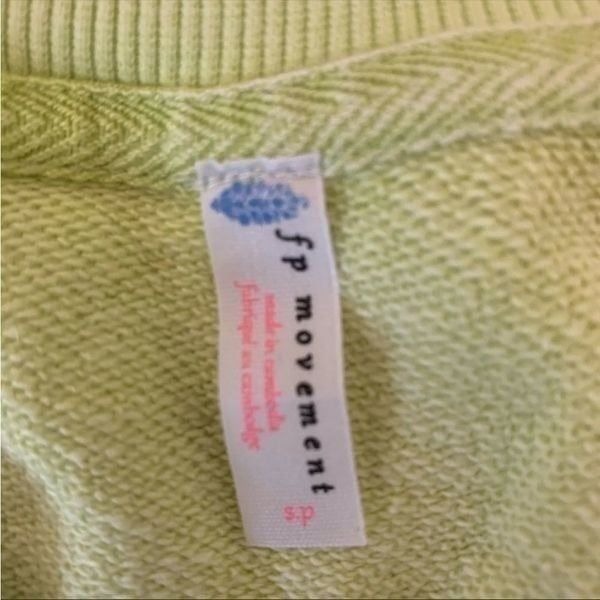 fp movement
made in cambodia
fabriqué au cambodge
s.p.